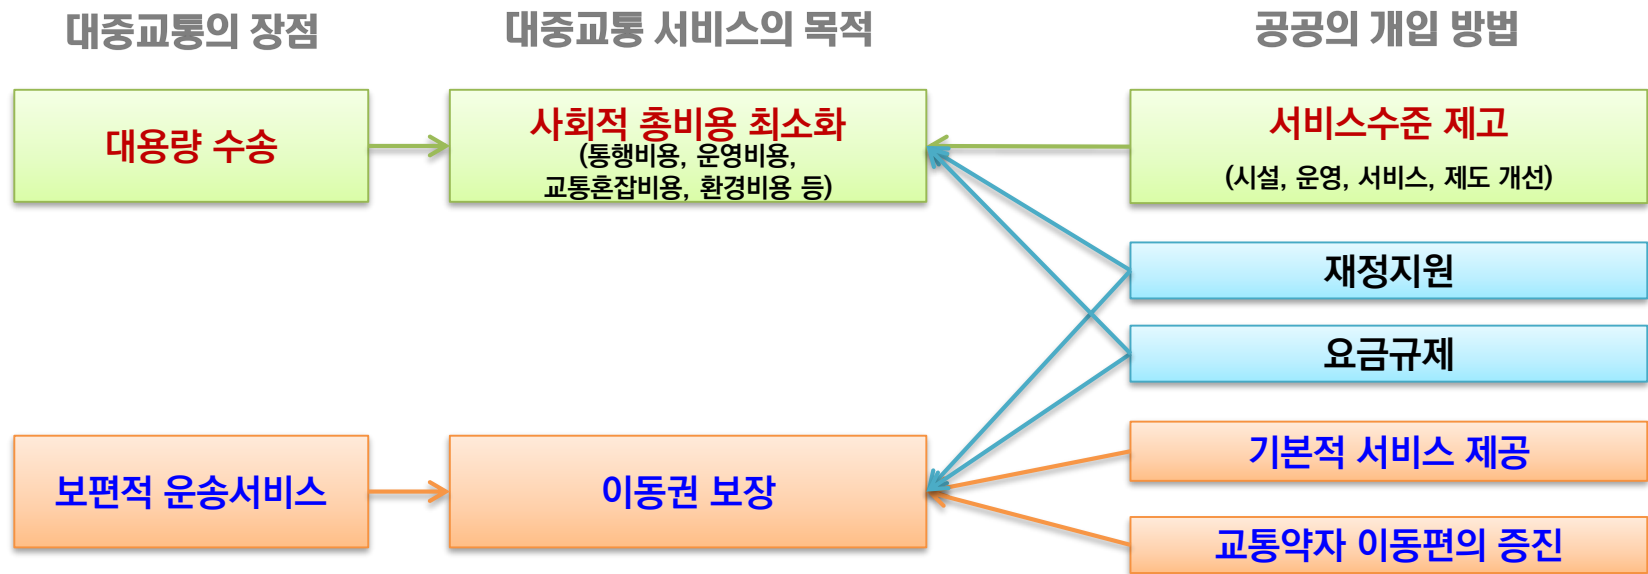 대중교통의 장점
대중교통 서비스의 목적
공공의 개입 방법
대용량 수송
사회적 총비용 최소화
(통행비용, 운영비용,
교통혼잡비용, 환경비용 등)
서비스수준 제고
(시설, 운영, 서비스, 제도 개선)
재정지원
요금규제
보편적 운송서비스
이동권 보장
기본적 서비스 제공
교통약자 이동편의 증진